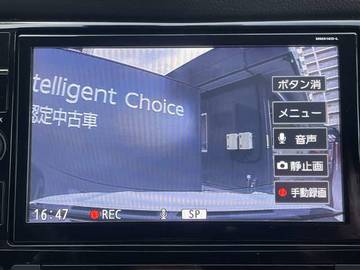 ボタン消
telligent Choice
メニュー
認定中古車
音声
静止画
手動録画
16:47 REC SP